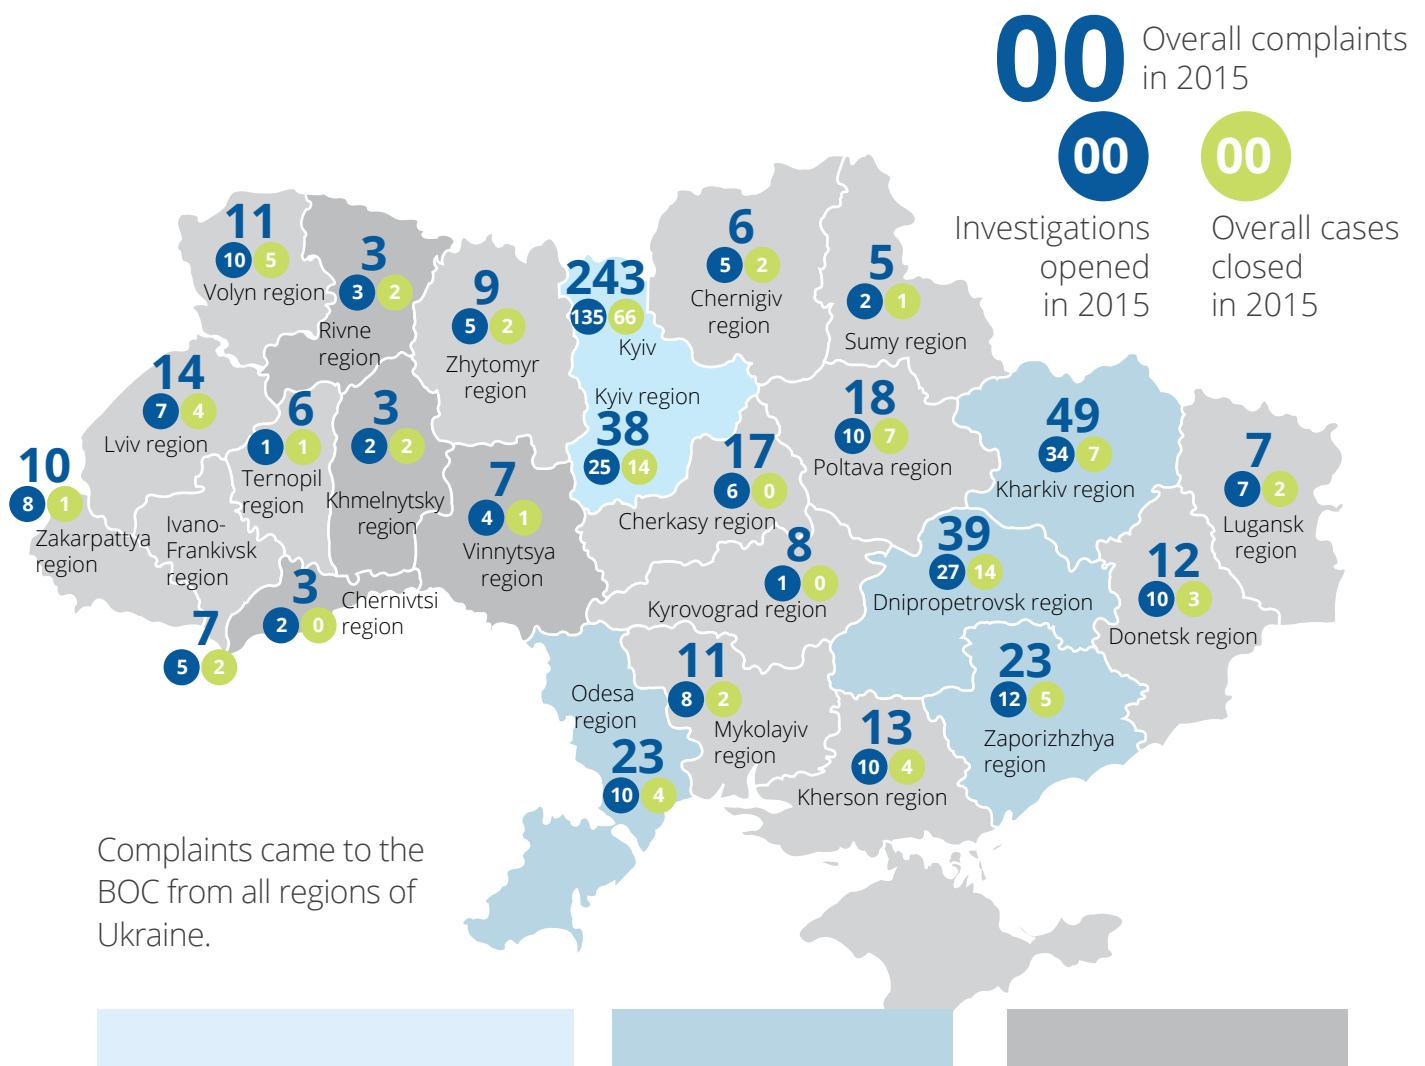 00
Overall complaints
in 2015
00
00
Investigations
opened
in 2015
Overall cases
closed
in 2015
11
10
5
Volyn region
3
3
2
Rivne
region
9
5
2
Zhytomyr
region
243
135
66
Kyiv
Kyiv region
38
25
14
6
5
2
Chernigiv
region
5
2
1
Sumy region
14
7
4
Lviv region
6
1
1
Ternopil
region
3
2
2
Khmelnytsky
region
7
4
1
Vinnytsya
region
17
6
0
Cherkasy region
18
10
7
Poltava region
49
34
7
Kharkiv region
7
7
2
Lugansk
region
10
8
1
Zakarpattya
region
Ivano-
Frankivsk
region
7
5
2
3
2
0
Chernivtsi
region
8
1
0
Kyrovograd region
39
27
14
Dnipropetrovsk region
12
10
3
Donetsk region
Odesa
region
23
10
4
11
8
2
Mykolayiv
region
13
10
4
Kherson region
23
12
5
Zaporizhzhya
region
Complaints came to the
BOC from all regions of
Ukraine.